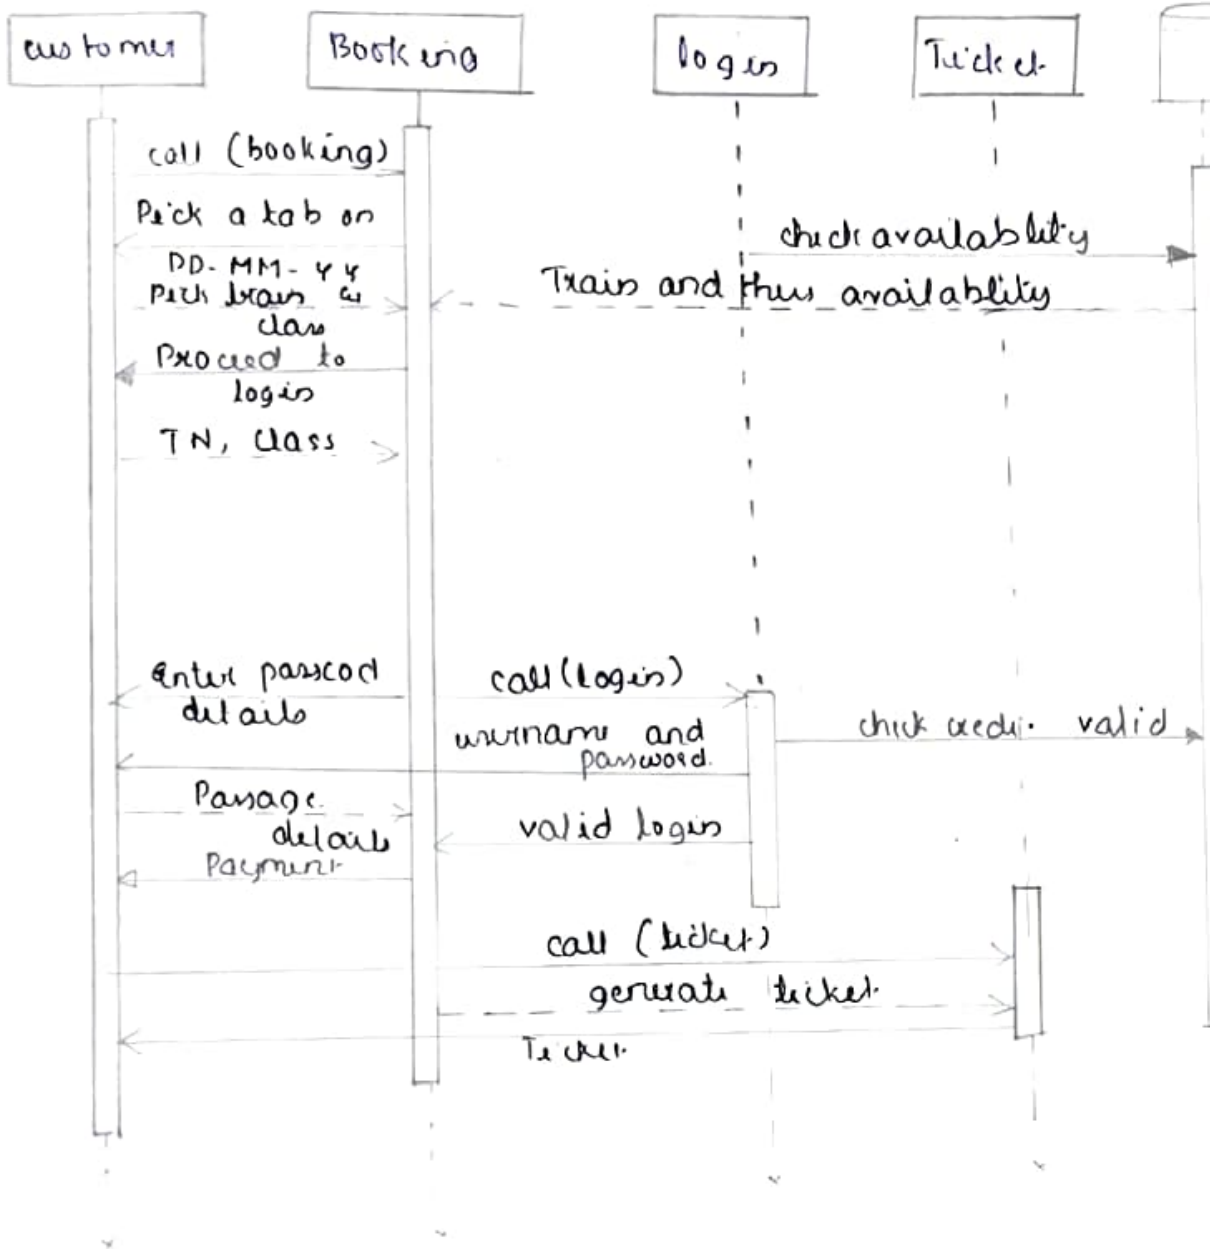 customer
Booking
login
Ticket
call (booking)
Pick a tab on
check availablity
DD-MM-YY
Train and thus availablity
Pick train &
class
Proceed to
login
TN, Class
Enter passcod
details
call (login)
username and
password.
check credi. valid
Passage
details
valid login
Payment
call (ticket)
generate ticket
Ticket